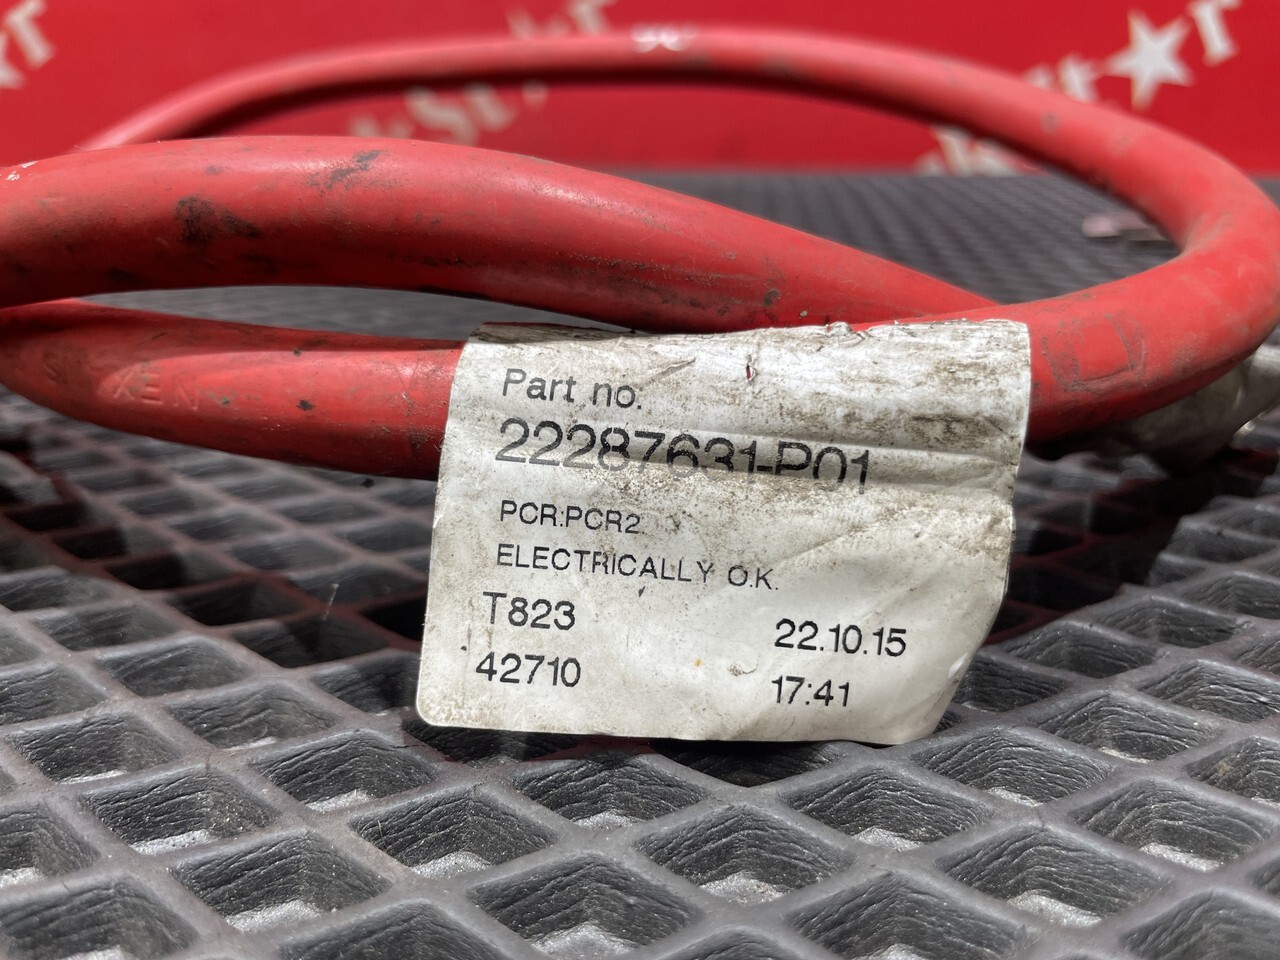 Part no.
22287631-P01
PCR:PCR2
ELECTRICALLY O.K.
T823
22.10.15
42710
17:41